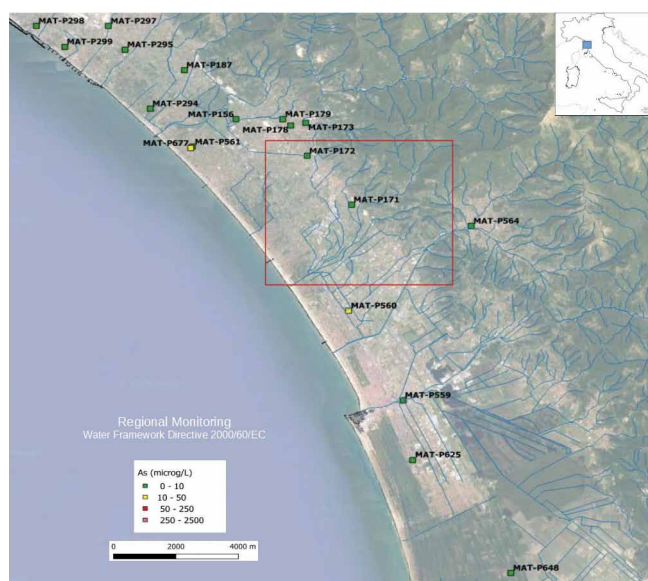 MAT-P298
MAT-P297
MAT-P299
MAT-P295
MAT-P187
MAT-P294
MAT-P156
MAT-P179
MAT-P178
MAT-P173
MAT-P677
MAT-P561
MAT-P172
MAT-P171
MAT-P564
MAT-P560
MAT-P559
MAT-P625
MAT-P648
Regional Monitoring
Water Framework Directive 2000/60/EC
As (microg/L)
0 - 10
10 - 50
50 - 250
250 - 2500
0 2000 4000 m